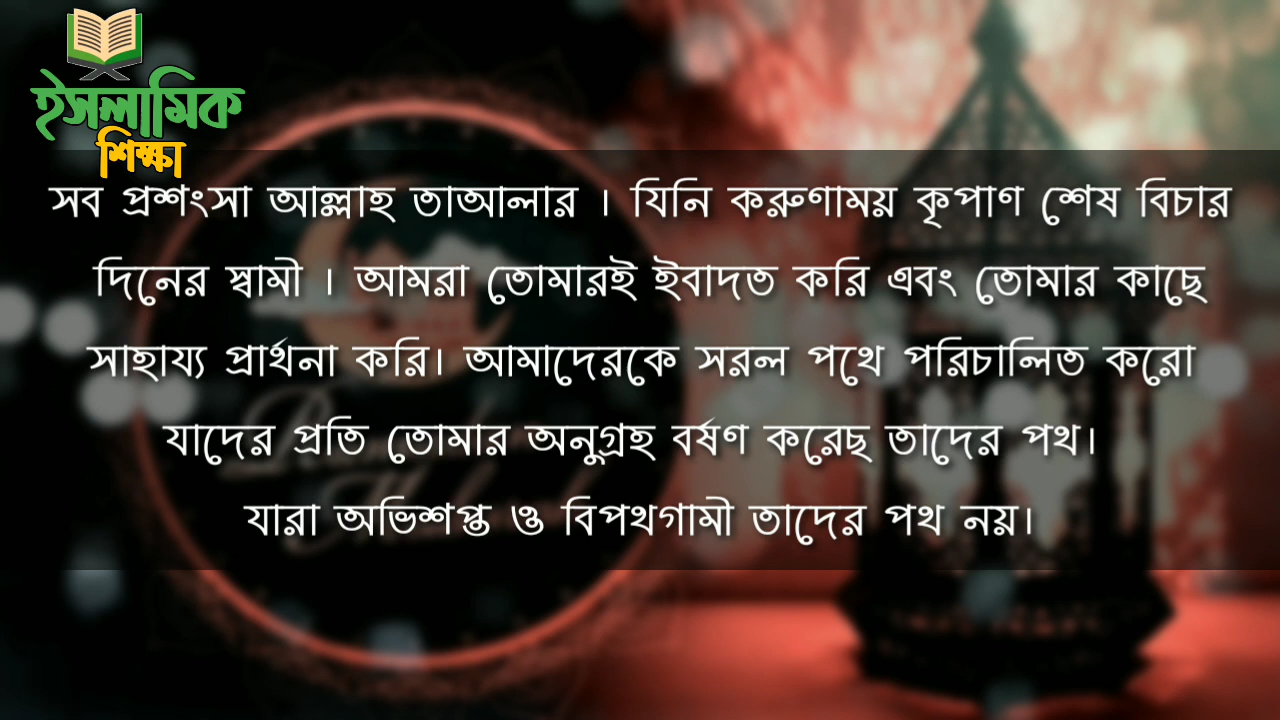 ইসলামিক
শিক্ষা
সব প্রশংসা আল্লাহ তাআলার । যিনি করুণাময় কৃপাণ শেষ বিচার
দিনের স্বামী । আমরা তোমারই ইবাদত করি এবং তোমার কাছে
সাহায্য প্রার্থনা করি। আমাদেরকে সরল পথে পরিচালিত করো
যাদের প্রতি তোমার অনুগ্রহ বর্ষণ করেছ তাদের পথ।
যারা অভিশপ্ত ও বিপথগামী তাদের পথ নয়।